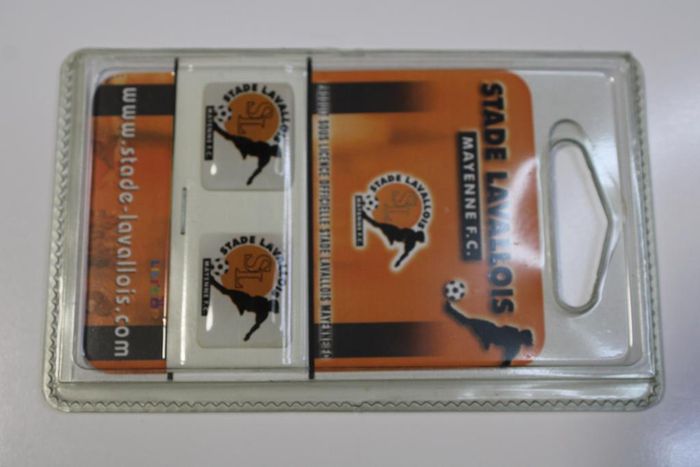 STADE LAVALLOIS
MAYENNE F.C.
STADE LAVALLOIS
SL
MAYENNE F.C
PRODUIT SOUS LICENCE OFFICIELLE STADE LAVALLOIS MAYENNE
STADE LAVALLOIS
SL
MAYENNE F.C
STADE LAVALLOIS
SL
MAYENNE F.C
www.stade-lavallois.com